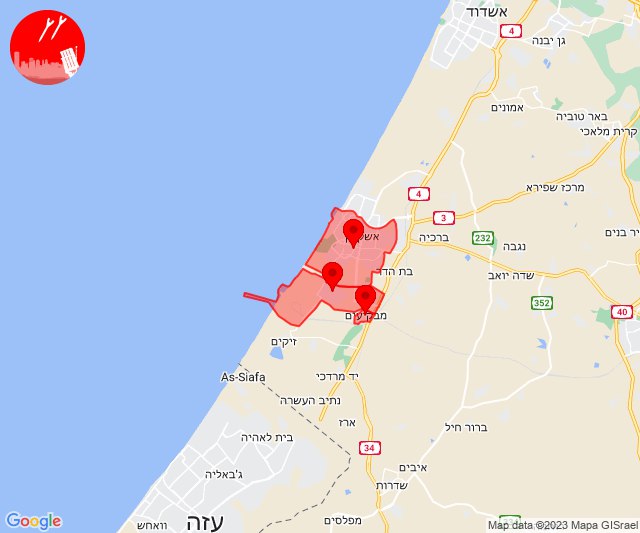 אשדוד
4
גן יבנה
אמונים
באר טוביה
קרית מלאכי
4
מרכז שפירא
3
ברכיה
232
נגבה
יר בנים
בת הדר
שדה יואב
352
40
מבקיעים
זיקים
As-Siafa
יד מרדכי
נתיב העשרה
ארז
ברור חיל
בית לאהיה
34
ג'באליה
איבים
שדרות
עזה
וואחש
מפלסים
Google
Map data ©2023 Mapa GISrael